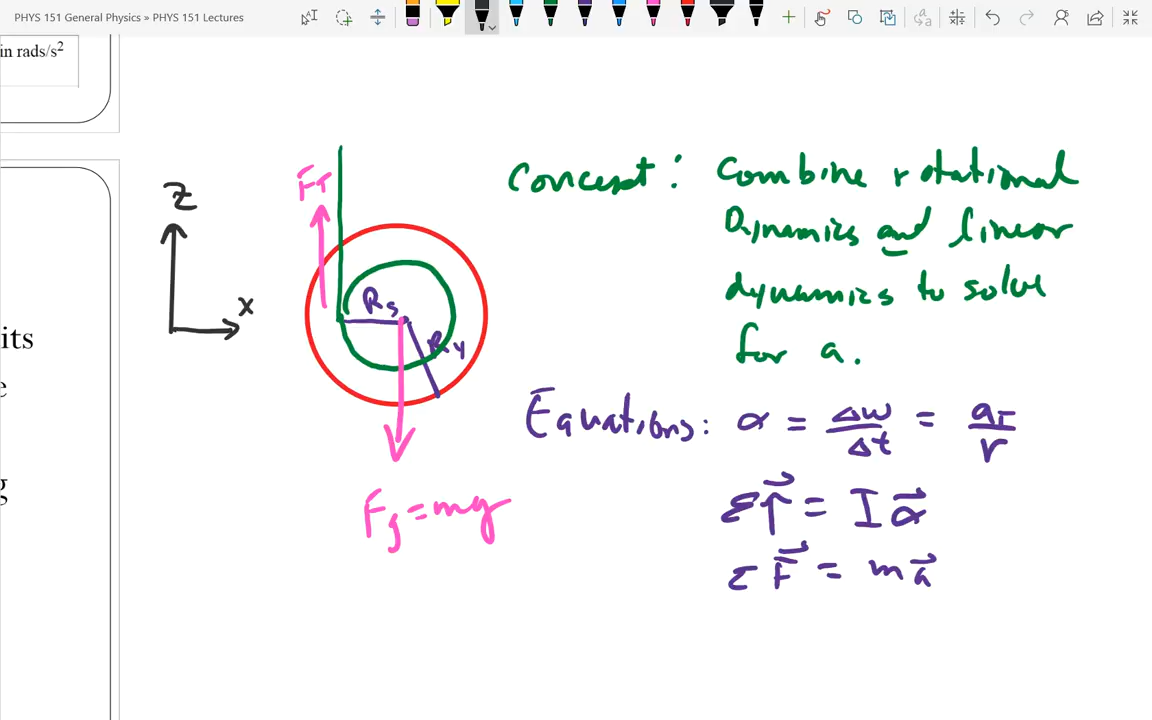 PHYS 151 General Physics » PHYS 151 Lectures
in rads/s²
its
e
g
Z
X
FT
Rs
Ry
Fg = mg
Concept: Combine rotational
Dynamics and linear
dynamics to solve
for a.
Equations: α = Δω/Δt = aT/r
Στ⃗ = Iα⃗
ΣF⃗ = ma⃗